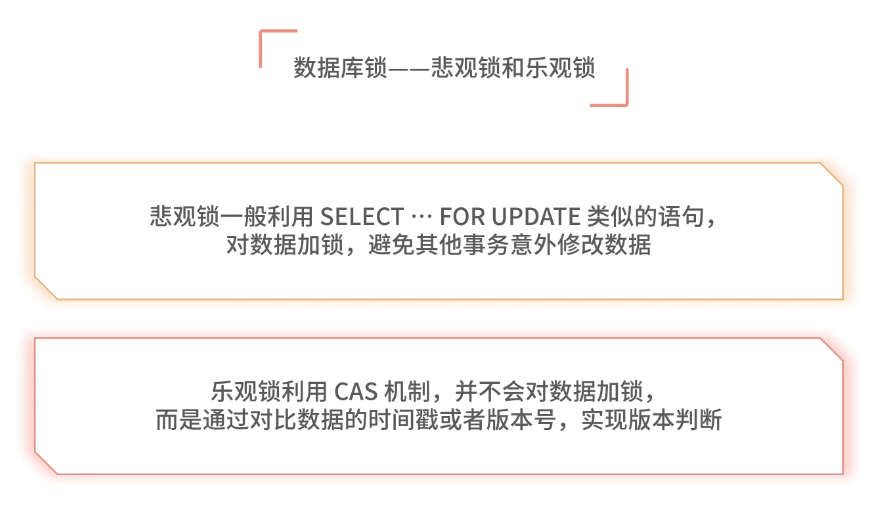 数据库锁——悲观锁和乐观锁
悲观锁一般利用 SELECT … FOR UPDATE 类似的语句，
对数据加锁，避免其他事务意外修改数据
乐观锁利用 CAS 机制，并不会对数据加锁，
而是通过对比数据的时间戳或者版本号，实现版本判断